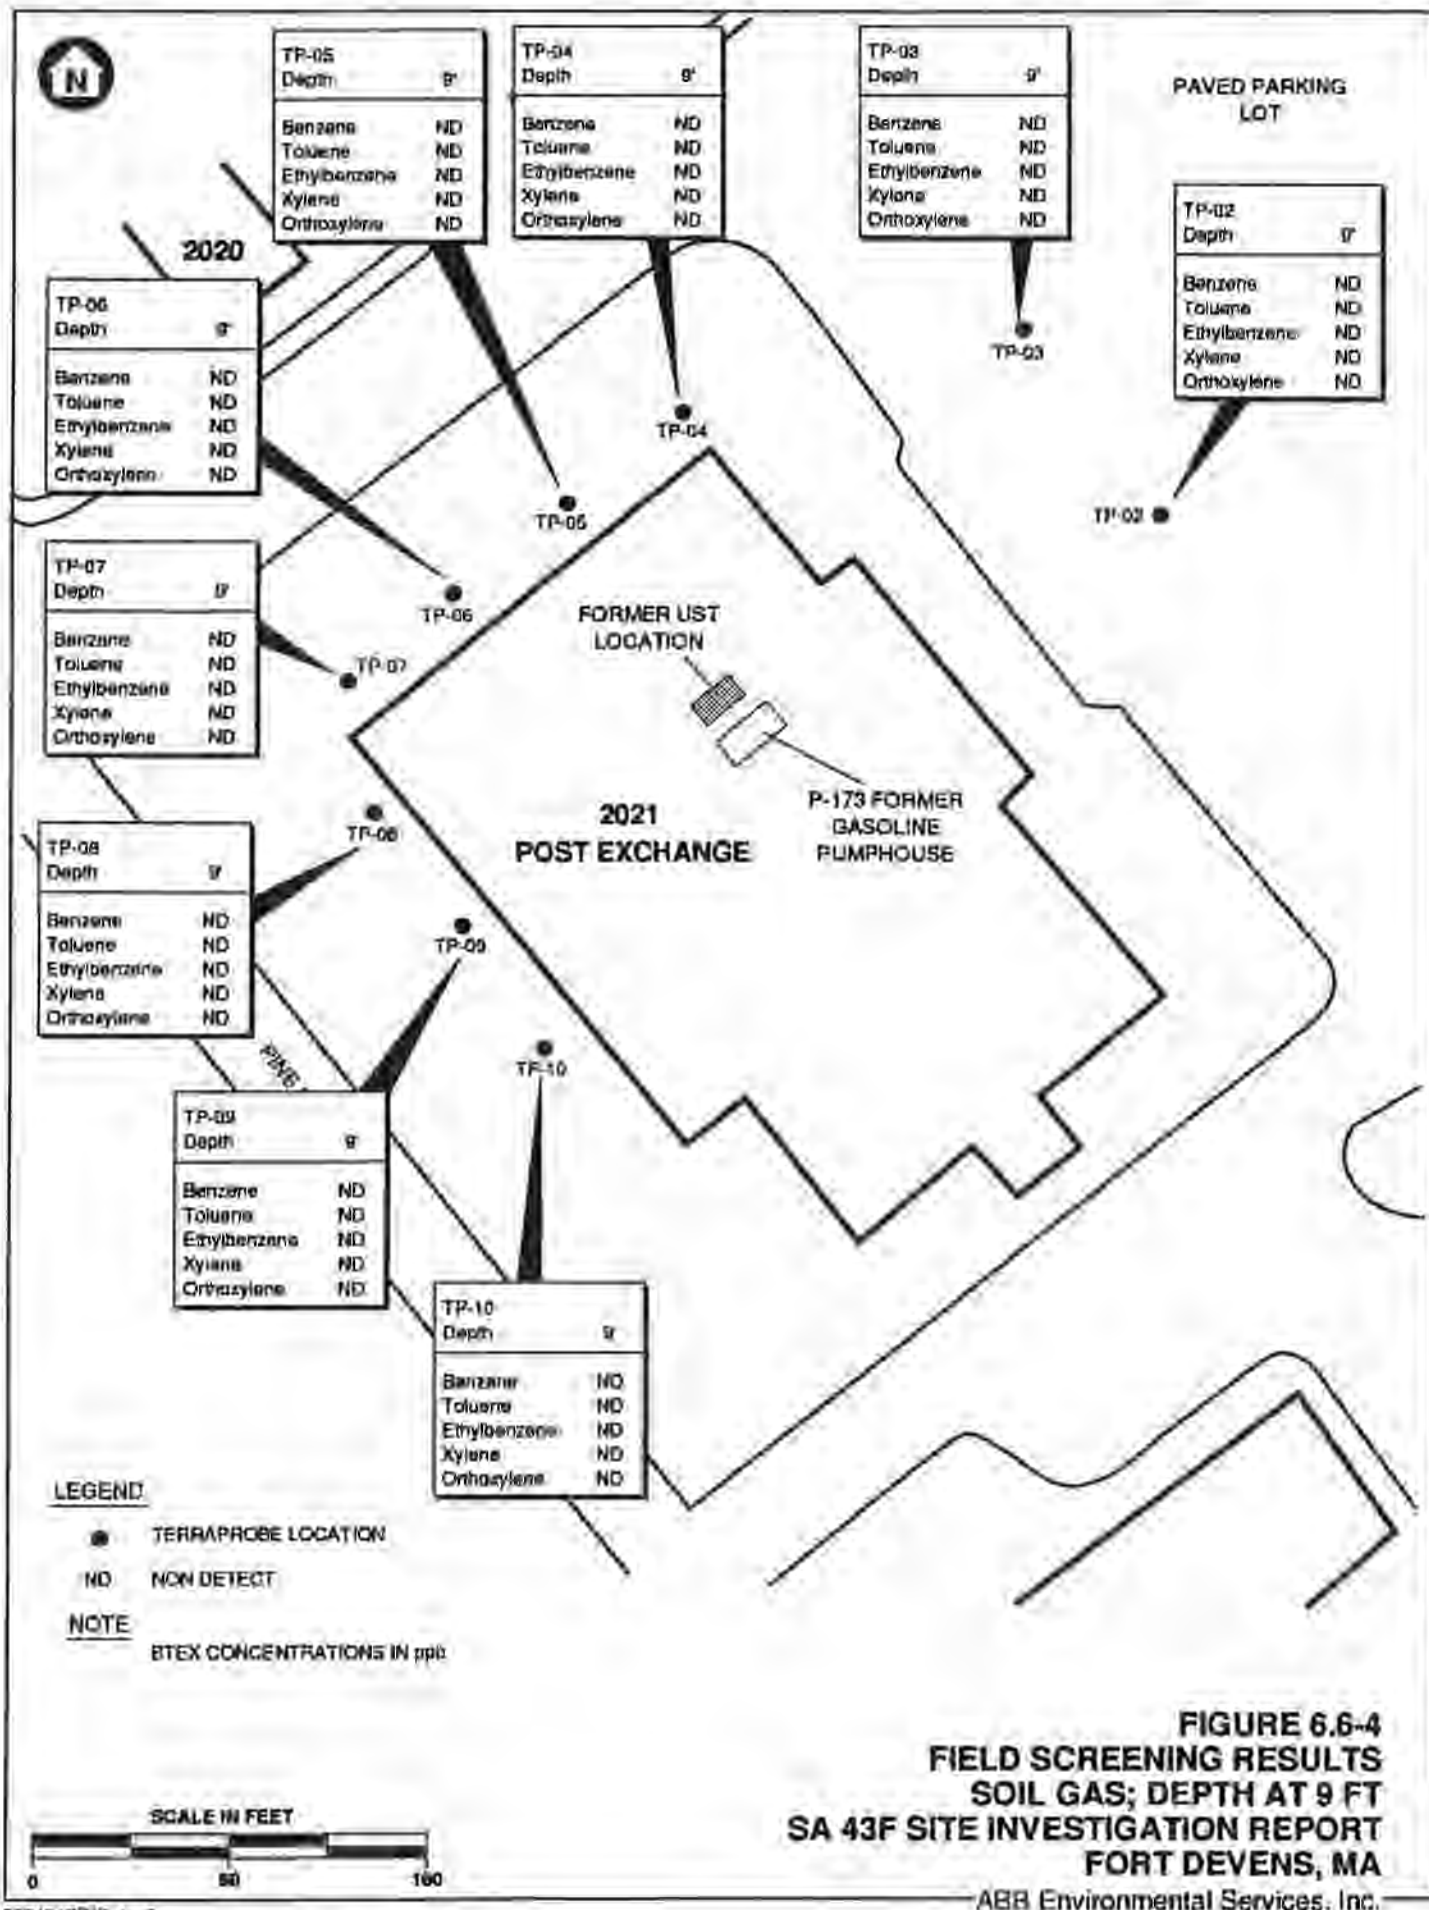 N
TP-05
Depth 9'
Benzene ND
Toluene ND
Ethylbenzene ND
Xylene ND
Orthoxylene ND
TP-04
Depth 9'
Benzene ND
Toluene ND
Ethylbenzene ND
Xylene ND
Orthoxylene ND
TP-03
Depth 9'
Benzene ND
Toluene ND
Ethylbenzene ND
Xylene ND
Orthoxylene ND
PAVED PARKING
LOT
TP-02
Depth 9'
Benzene ND
Toluene ND
Ethylbenzene ND
Xylene ND
Orthoxylene ND
2020
TP-06
Depth 9'
Benzene ND
Toluene ND
Ethylbenzene ND
Xylene ND
Orthoxylene ND
TP-03
TP-04
TP-02
TP-05
TP-06
TP-07
TP-07
Depth 9'
Benzene ND
Toluene ND
Ethylbenzene ND
Xylene ND
Orthoxylene ND
FORMER UST
LOCATION
P-173 FORMER
GASOLINE
PUMPHOUSE
2021
POST EXCHANGE
TP-08
TP-08
Depth 9'
Benzene ND
Toluene ND
Ethylbenzene ND
Xylene ND
Orthoxylene ND
TP-09
PINE
TP-10
TP-09
Depth 9'
Benzene ND
Toluene ND
Ethylbenzene ND
Xylene ND
Orthoxylene ND
TP-10
Depth 9'
Benzene ND
Toluene ND
Ethylbenzene ND
Xylene ND
Orthoxylene ND
LEGEND
TERRAPROBE LOCATION
ND NON DETECT
NOTE
BTEX CONCENTRATIONS IN ppb
SCALE IN FEET
0 50 100
FIGURE 6.6-4
FIELD SCREENING RESULTS
SOIL GAS; DEPTH AT 9 FT
SA 43F SITE INVESTIGATION REPORT
FORT DEVENS, MA
ABB Environmental Services, Inc.